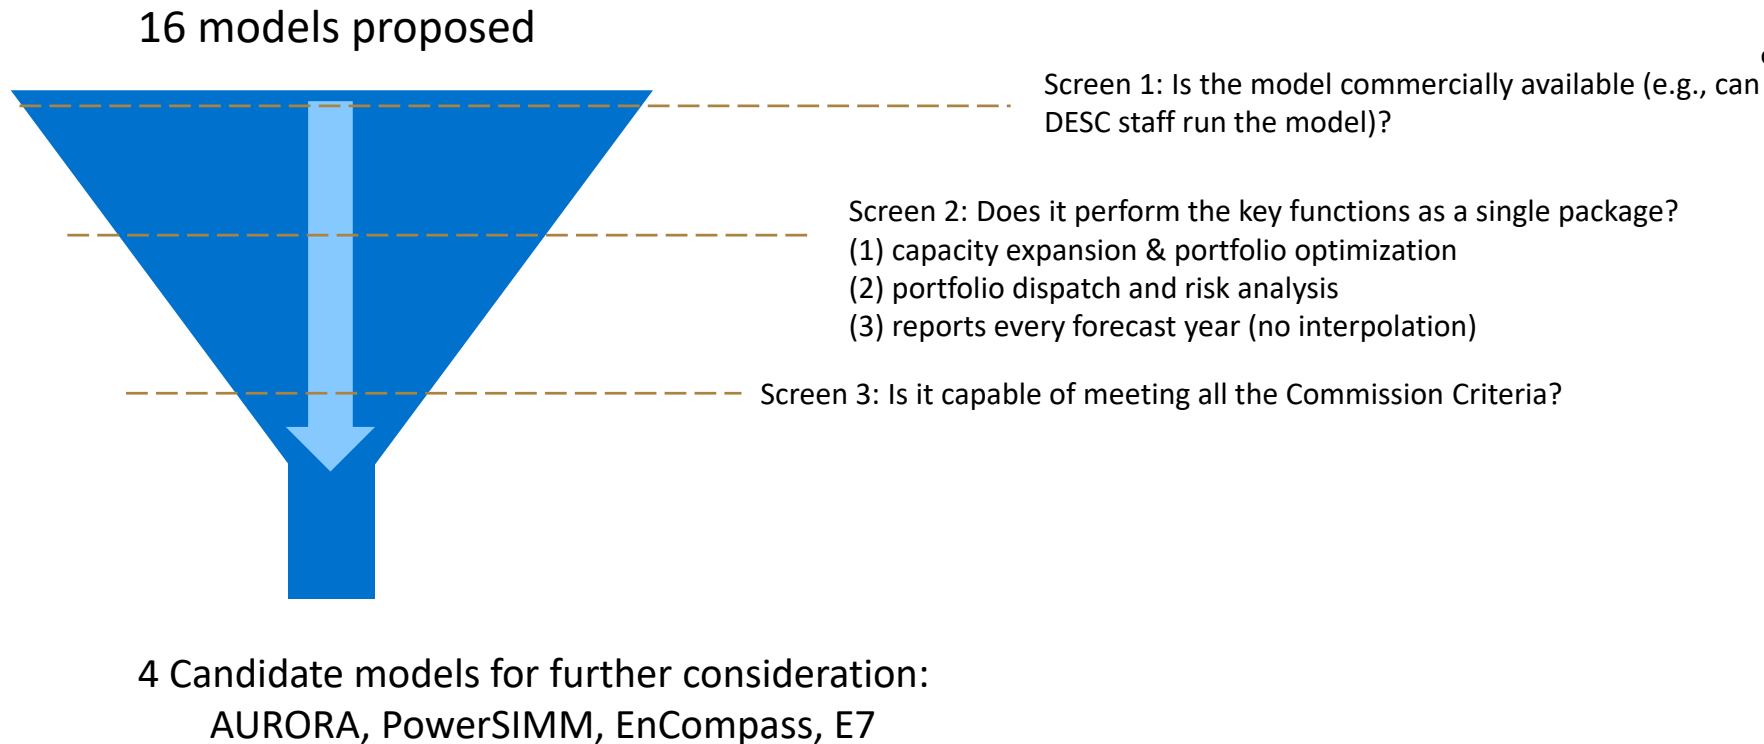 16 models proposed
Screen 1: Is the model commercially available (e.g., can
DESC staff run the model)?
Screen 2: Does it perform the key functions as a single package?
(1) capacity expansion & portfolio optimization
(2) portfolio dispatch and risk analysis
(3) reports every forecast year (no interpolation)
Screen 3: Is it capable of meeting all the Commission Criteria?
4 Candidate models for further consideration:
AURORA, PowerSIMM, EnCompass, E7